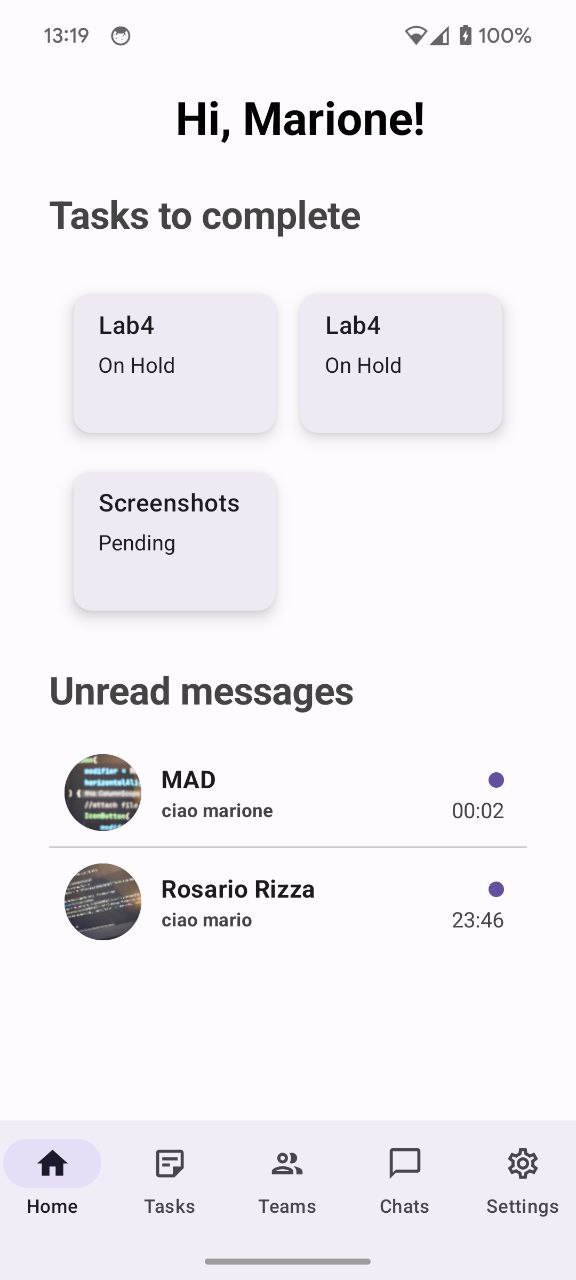 13:19 100%
Hi, Marione!
Tasks to complete
Lab4 Lab4
On Hold On Hold
Screenshots
Pending
Unread messages
MAD
ciao marione 00:02
Rosario Rizza
ciao mario 23:46
Home Tasks Teams Chats Settings